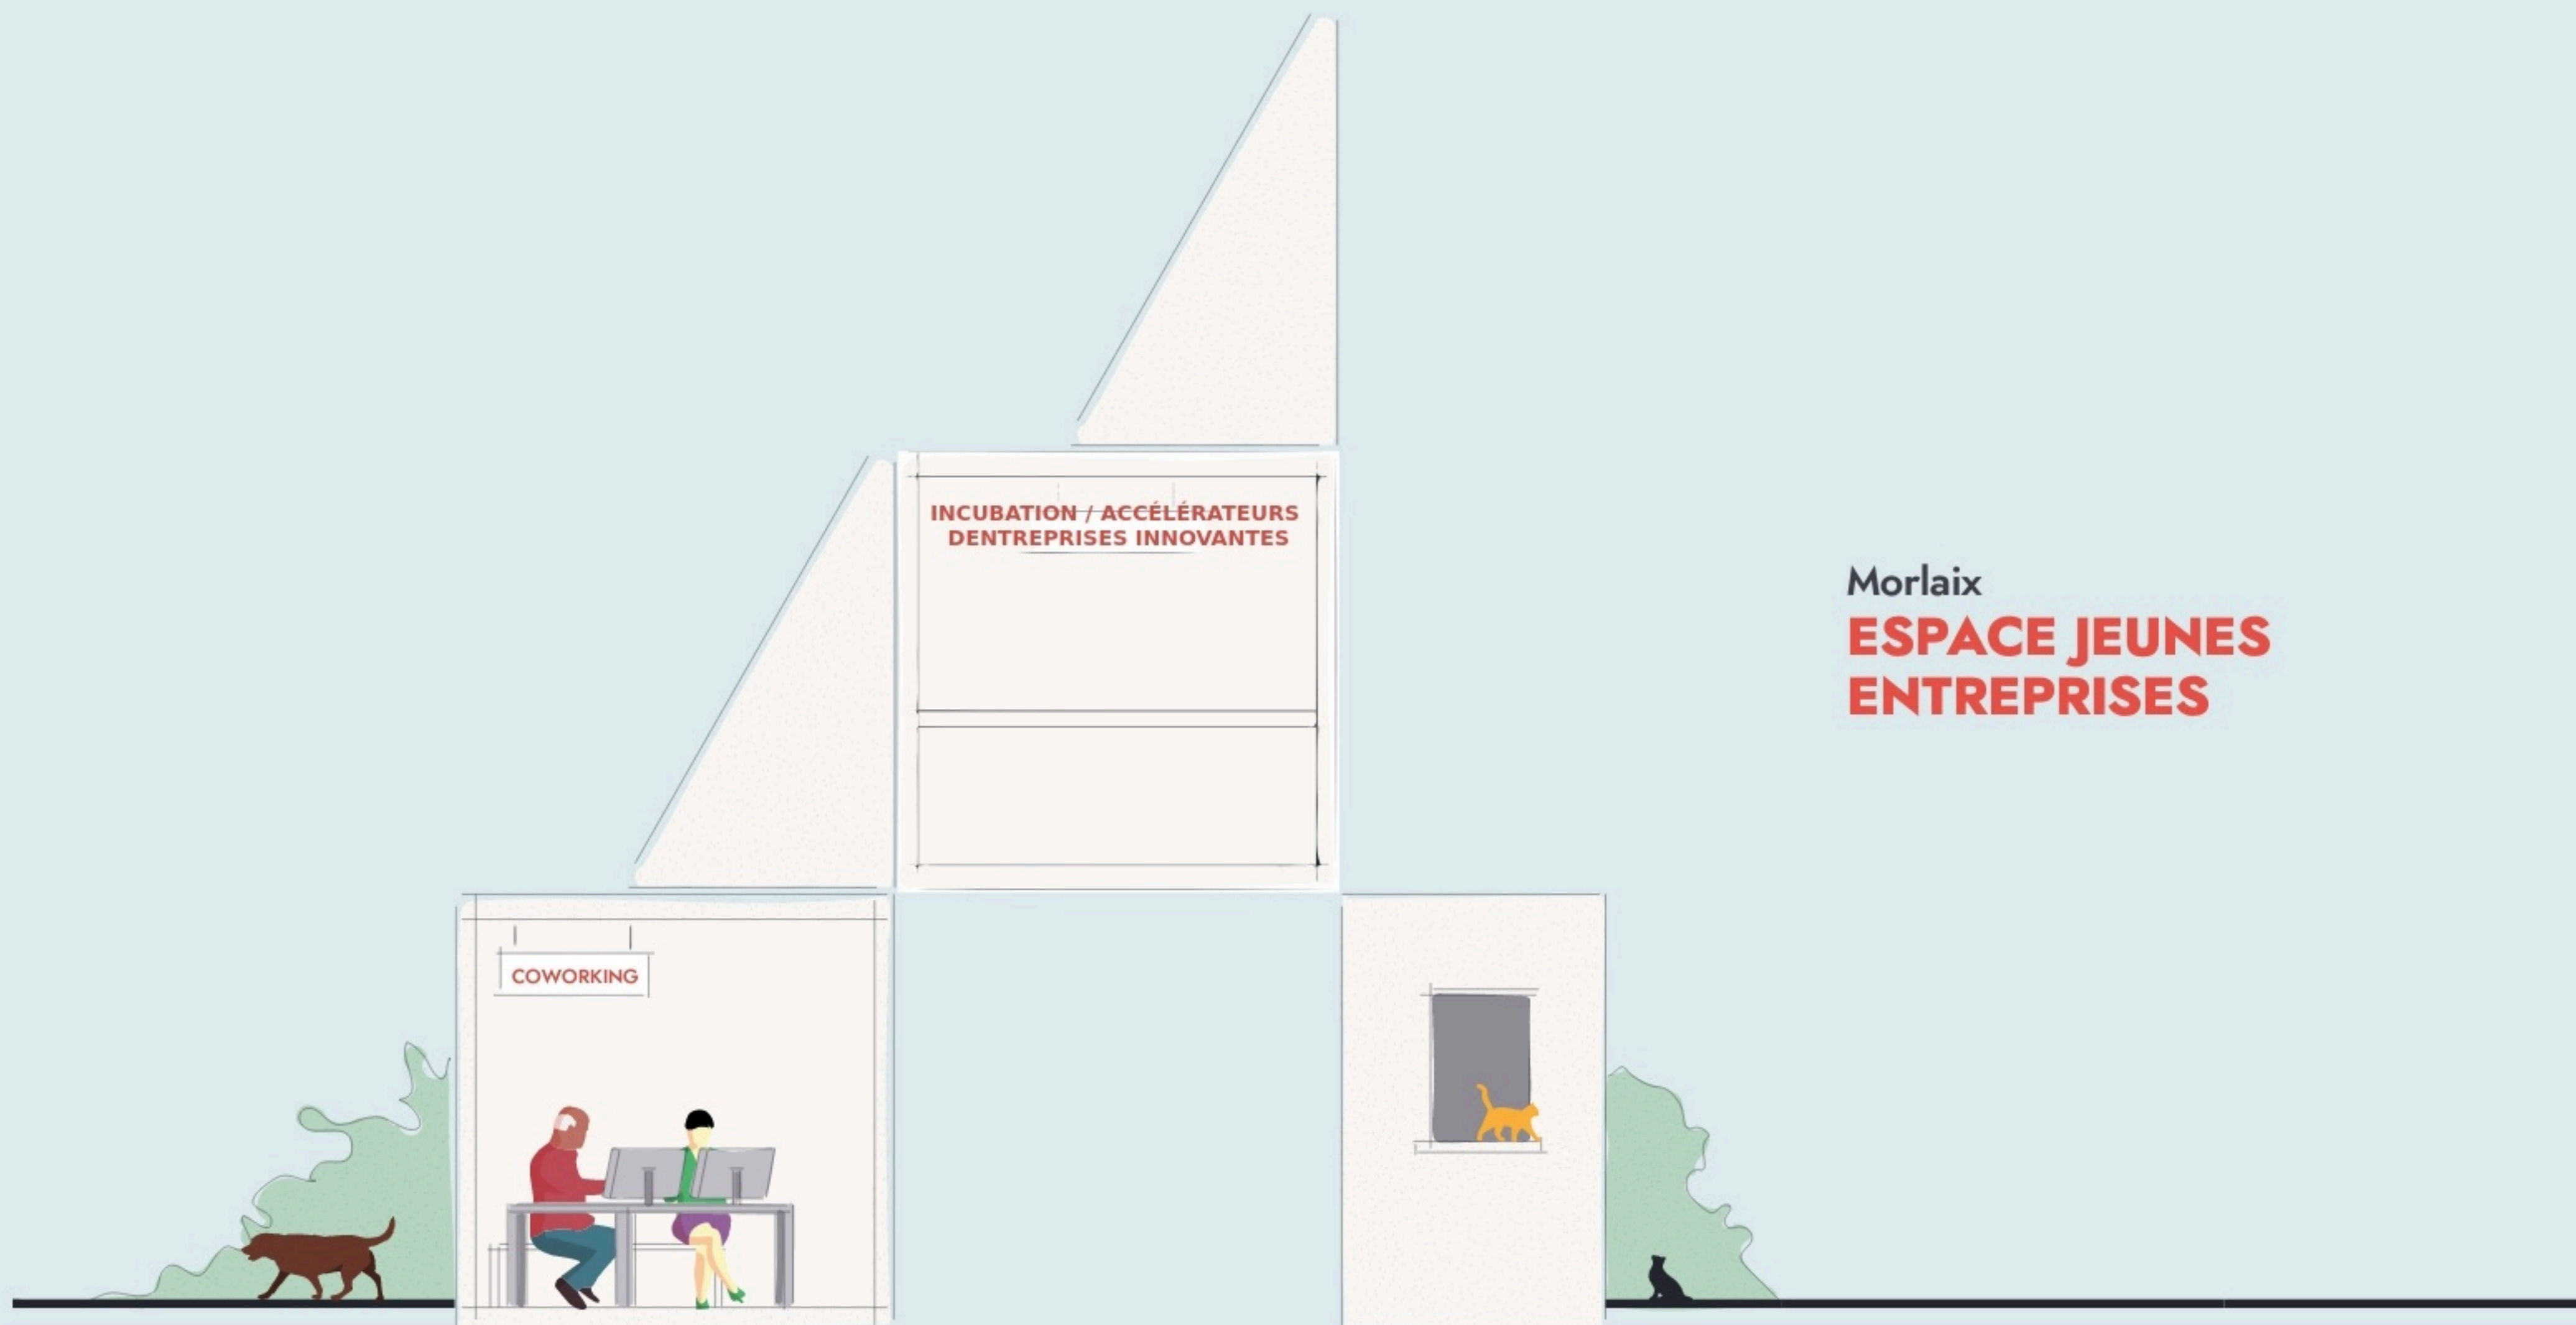 INCUBATION / ACCÉLÉRATEURS
DENTREPRISES INNOVANTES
Morlaix
ESPACE JEUNES
ENTREPRISES
COWORKING